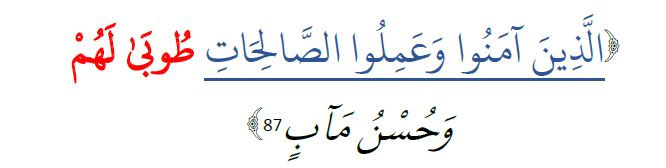 ﴿الَّذِينَ آمَنُوا وَعَمِلُوا الصَّالِحَاتِ طُوبَىٰ لَهُمْ
وَحُسْنُ مَآبٍ87﴾